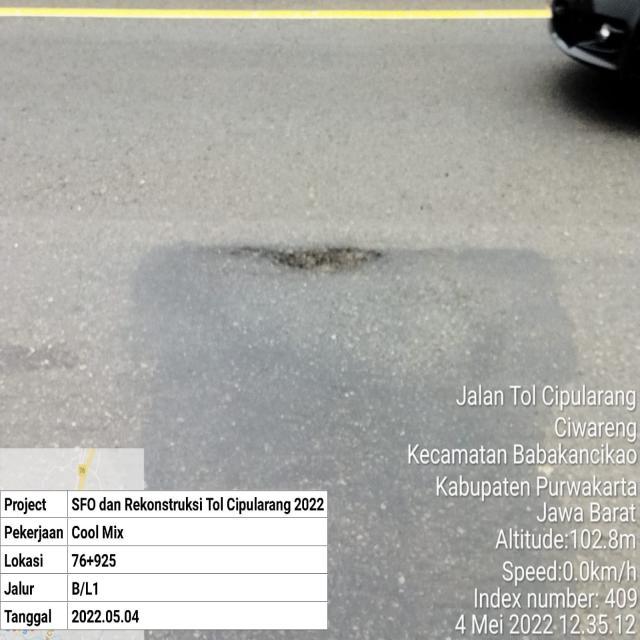 Jalan Tol Cipularang
Ciwareng
Kecamatan Babakancikao
Kabupaten Purwakarta
Jawa Barat
Altitude:102.8m
Speed:0.0km/h
Index number: 409
4 Mei 2022 12.35.12
Project SFO dan Rekonstruksi Tol Cipularang 2022
Pekerjaan Cool Mix
Lokasi 76+925
Jalur B/L1
Tanggal 2022.05.04